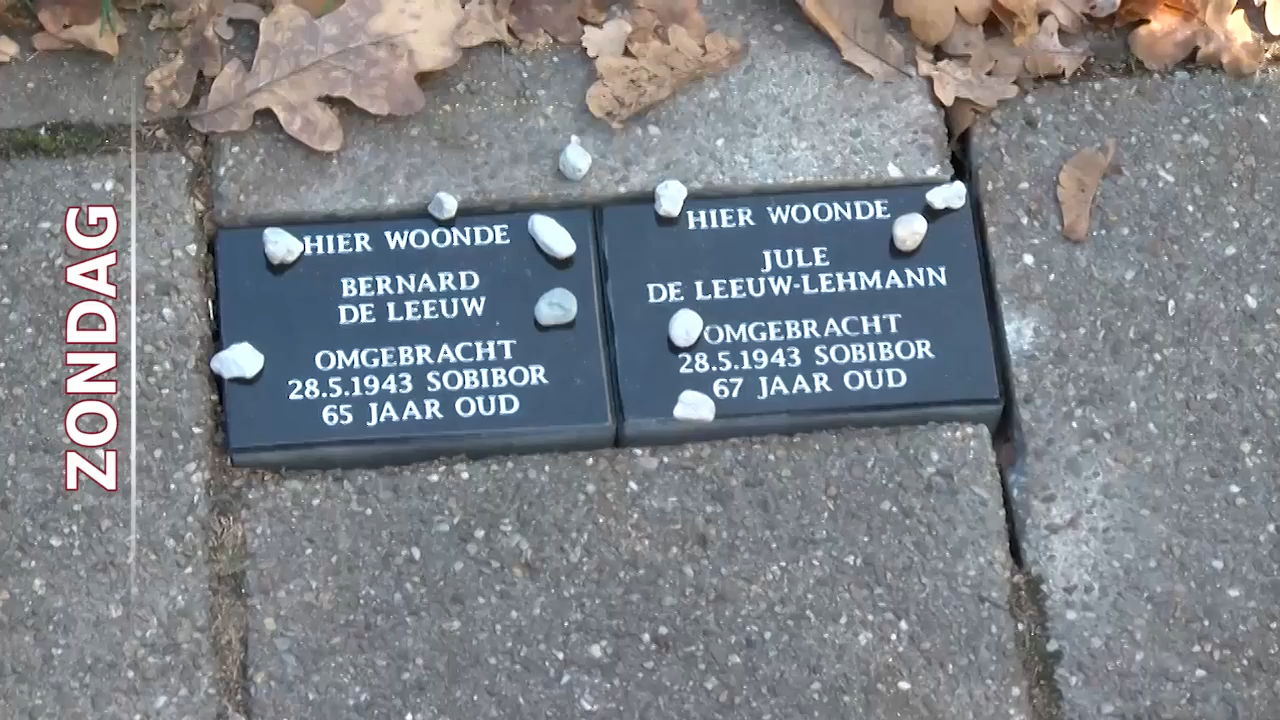 ZONDAG
HIER WOONDE
BERNARD
DE LEEUW
OMGEBRACHT
28.5.1943 SOBIBOR
65 JAAR OUD
HIER WOONDE
JULE
DE LEEUW-LEHMANN
OMGEBRACHT
28.5.1943 SOBIBOR
67 JAAR OUD